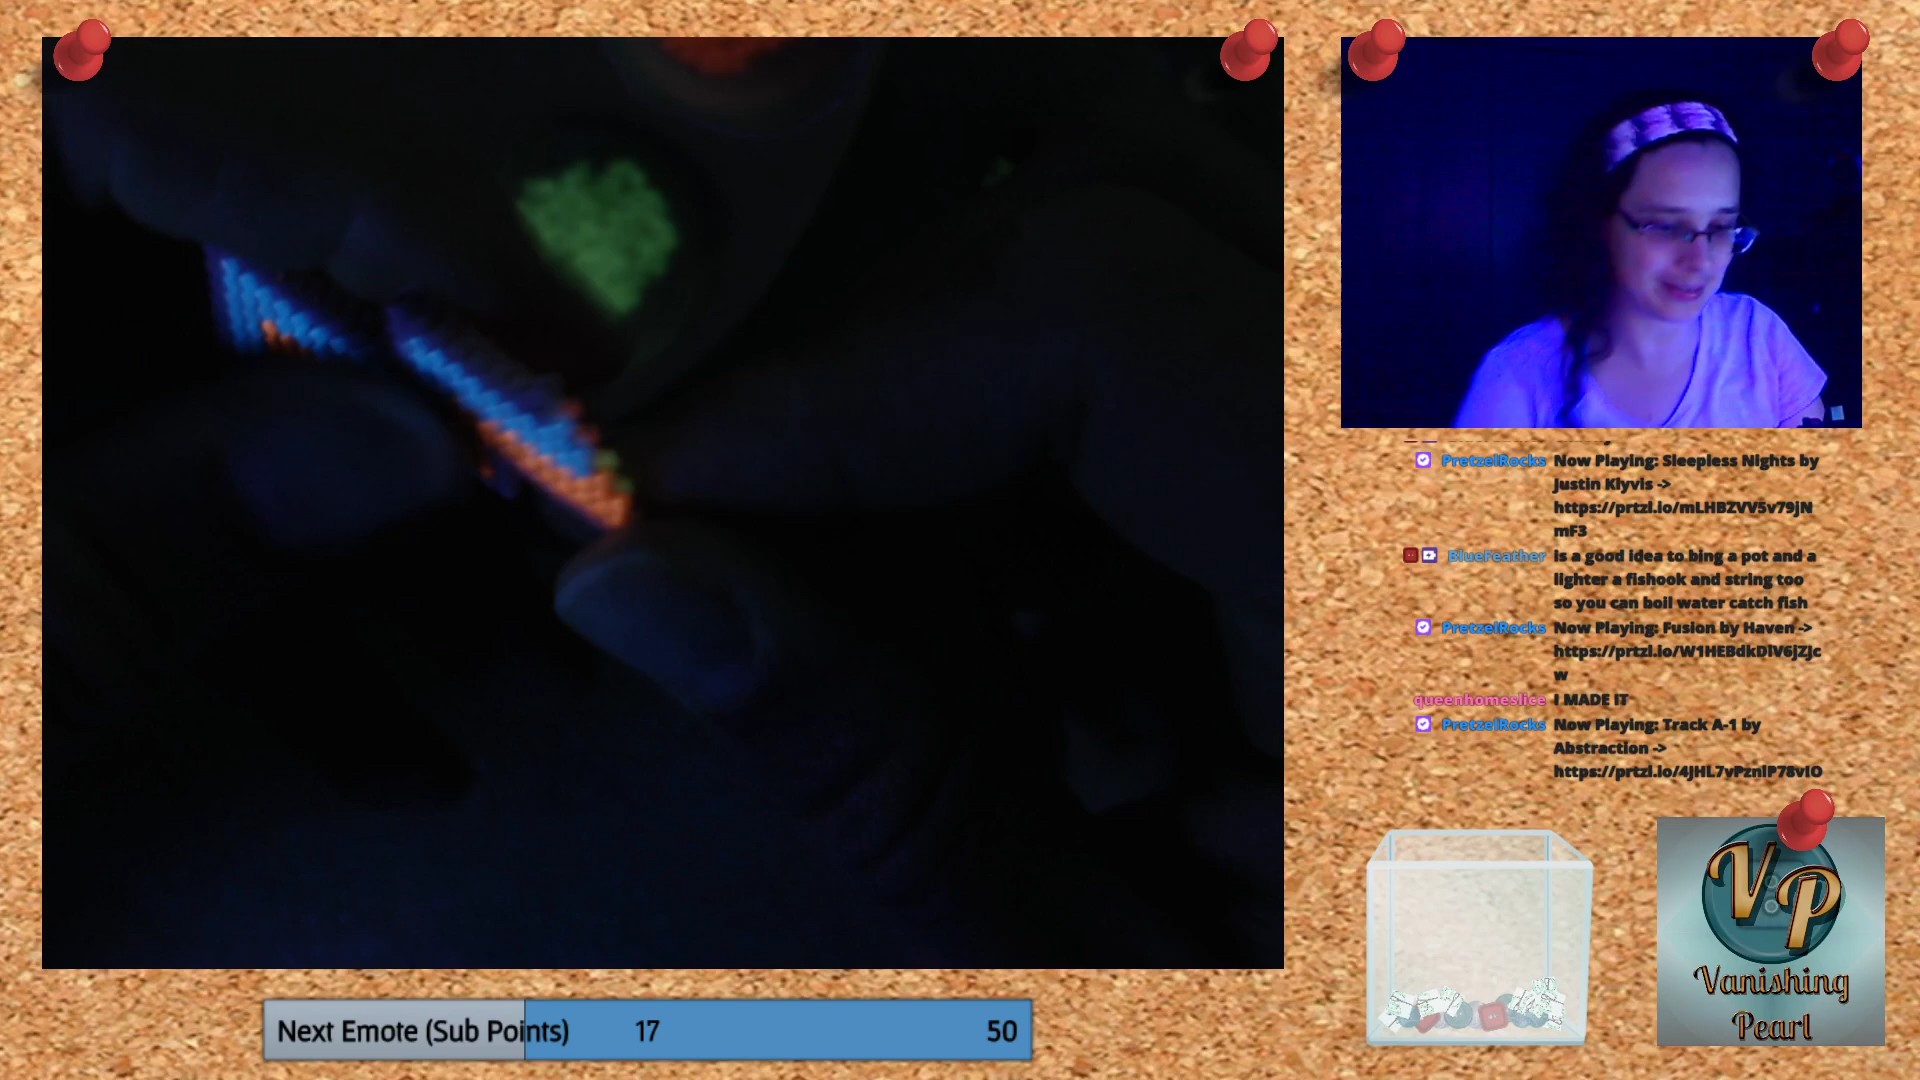 PretzelRocks Now Playing: Sleepless Nights by
Justin Klyvis ->
https://prtzl.io/mLHBZVV5v79jN
mF3
BlueFeather is a good idea to bing a pot and a
lighter a fishook and string too
so you can boil water catch fish
PretzelRocks Now Playing: Fusion by Haven ->
https://prtzl.io/W1HEBdkDlV6jZJc
w
queenhomeslice I MADE IT
PretzelRocks Now Playing: Track A-1 by
Abstraction ->
https://prtzl.io/4jHL7vPznlP78vlO
VP
Vanishing
Pearl
Next Emote (Sub Points) 17 50